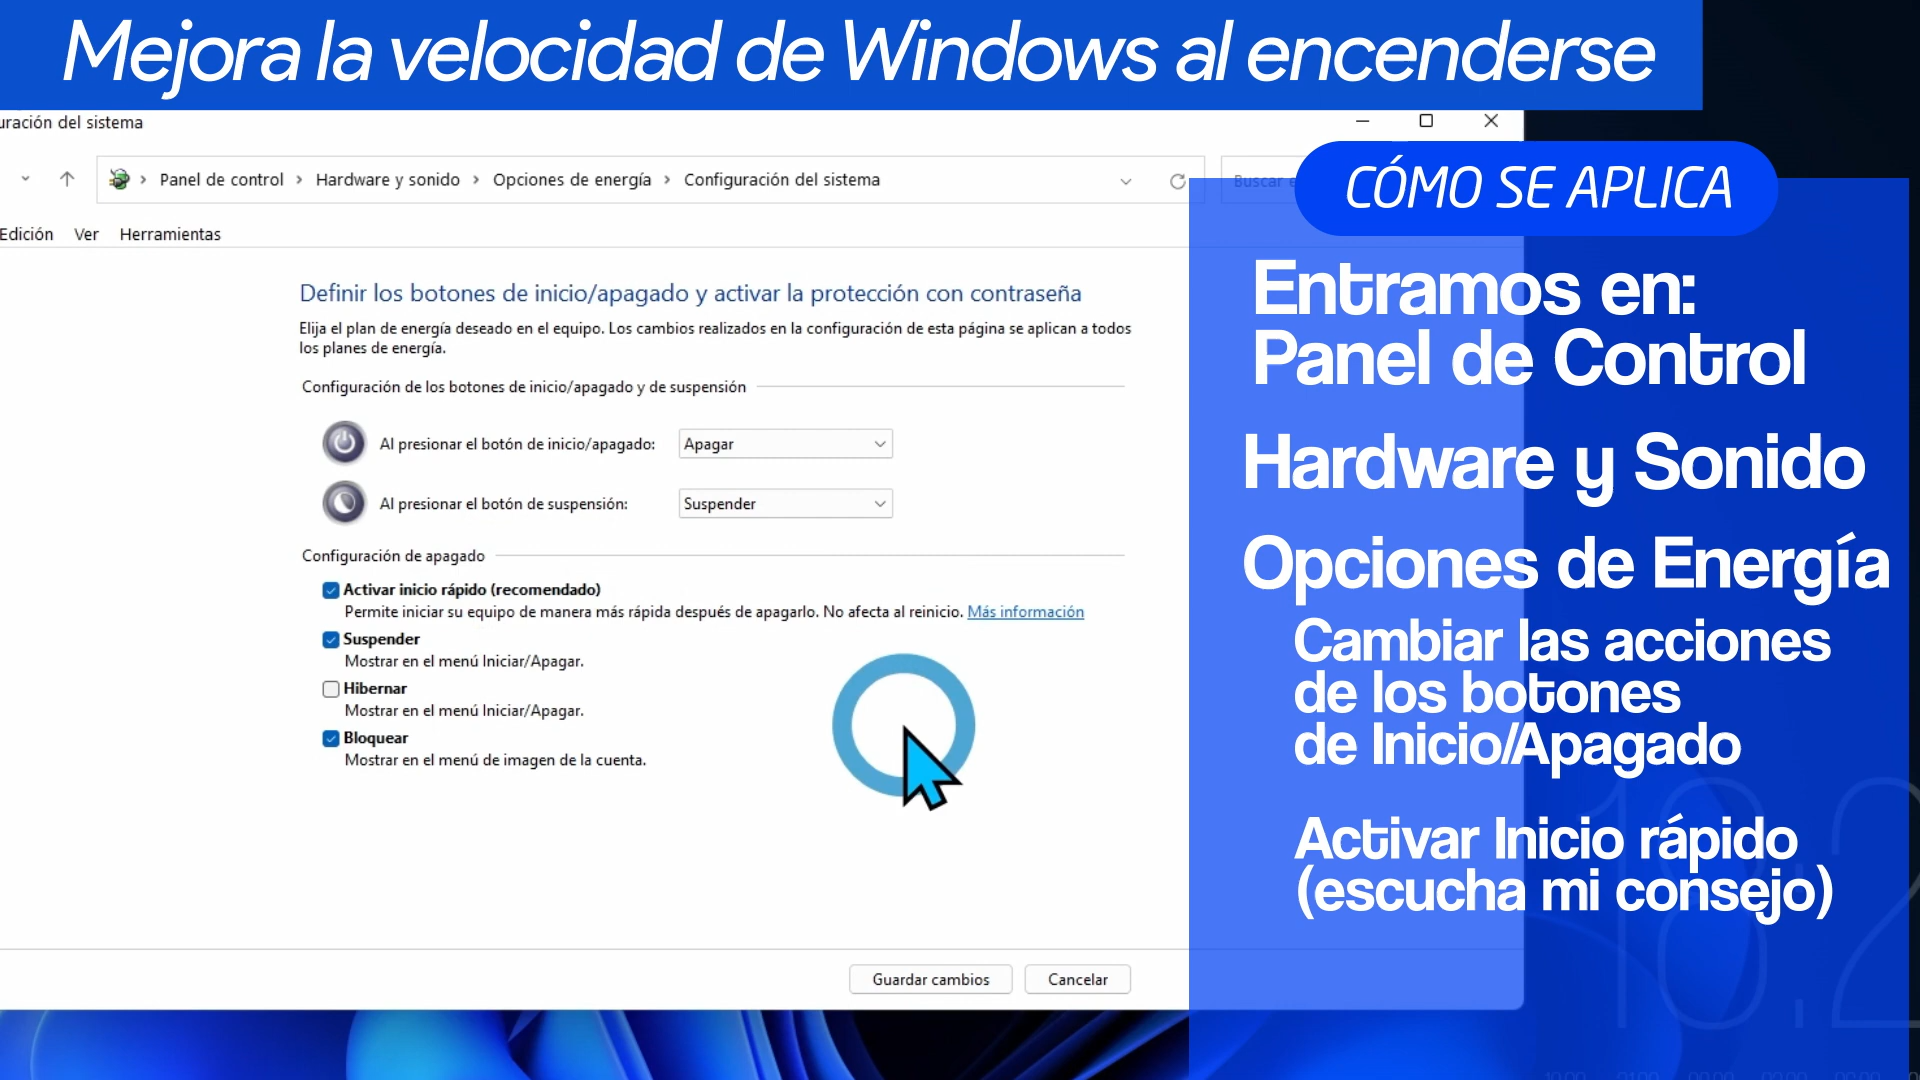 Mejora la velocidad de Windows al encenderse
uración del sistema
Panel de control › Hardware y sonido › Opciones de energía › Configuración del sistema
Buscar e
Edición Ver Herramientas
Definir los botones de inicio/apagado y activar la protección con contraseña
Elija el plan de energía deseado en el equipo. Los cambios realizados en la configuración de esta página se aplican a todos
los planes de energía.
Configuración de los botones de inicio/apagado y de suspensión
Al presionar el botón de inicio/apagado: Apagar
Al presionar el botón de suspensión: Suspender
Configuración de apagado
Activar inicio rápido (recomendado)
Permite iniciar su equipo de manera más rápida después de apagarlo. No afecta al reinicio. Más información
Suspender
Mostrar en el menú Iniciar/Apagar.
Hibernar
Mostrar en el menú Iniciar/Apagar.
Bloquear
Mostrar en el menú de imagen de la cuenta.
Guardar cambios Cancelar
CÓMO SE APLICA
Entramos en:
Panel de Control
Hardware y Sonido
Opciones de Energía
Cambiar las acciones
de los botones
de Inicio/Apagado
Activar Inicio rápido
(escucha mi consejo)